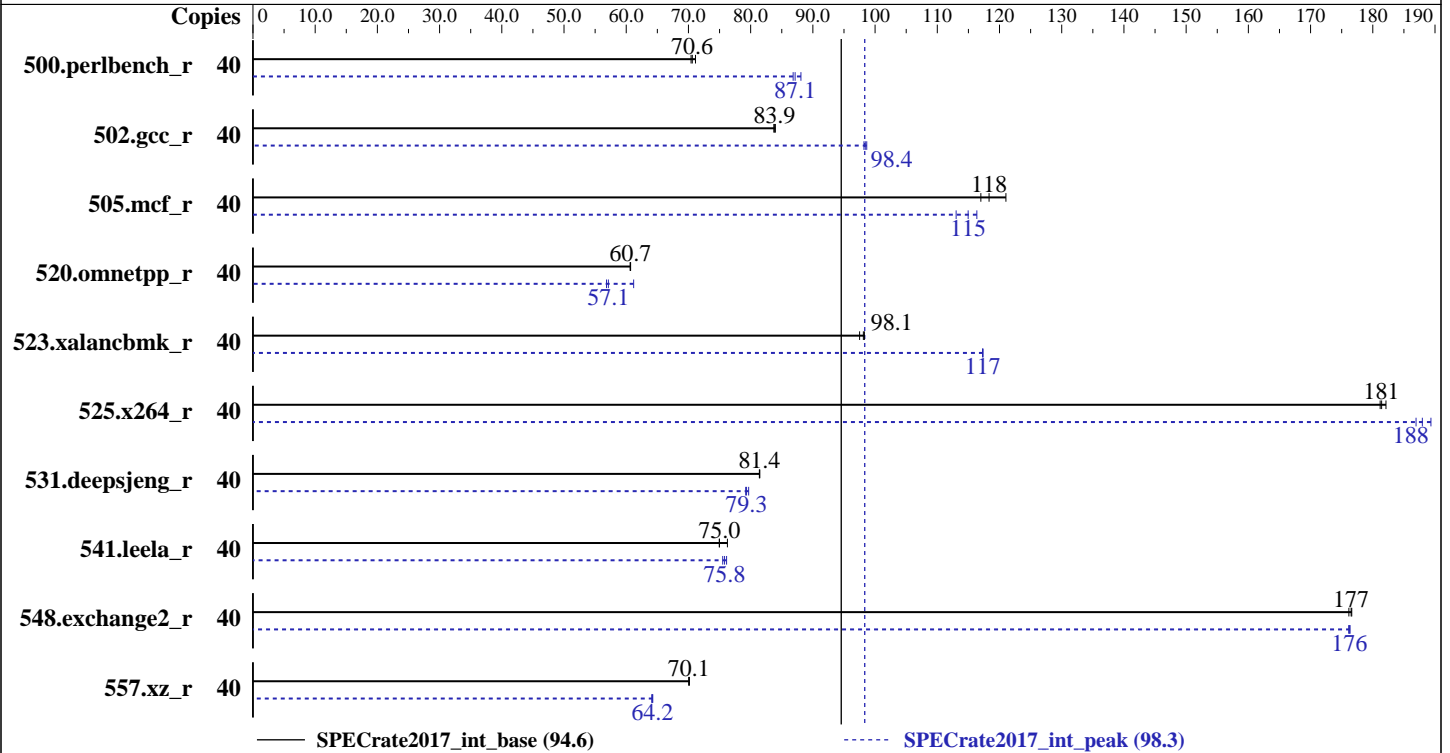 Copies 0 10.0 20.0 30.0 40.0 50.0 60.0 70.0 80.0 90.0 100 110 120 130 140 150 160 170 180 190
70.6
500.perlbench_r 40
87.1
83.9
502.gcc_r 40
98.4
118
505.mcf_r 40
115
60.7
520.omnetpp_r 40
57.1
98.1
523.xalancbmk_r 40
117
181
525.x264_r 40
188
81.4
531.deepsjeng_r 40
79.3
75.0
541.leela_r 40
75.8
177
548.exchange2_r 40
176
70.1
557.xz_r 40
64.2
SPECrate2017_int_base (94.6) SPECrate2017_int_peak (98.3)